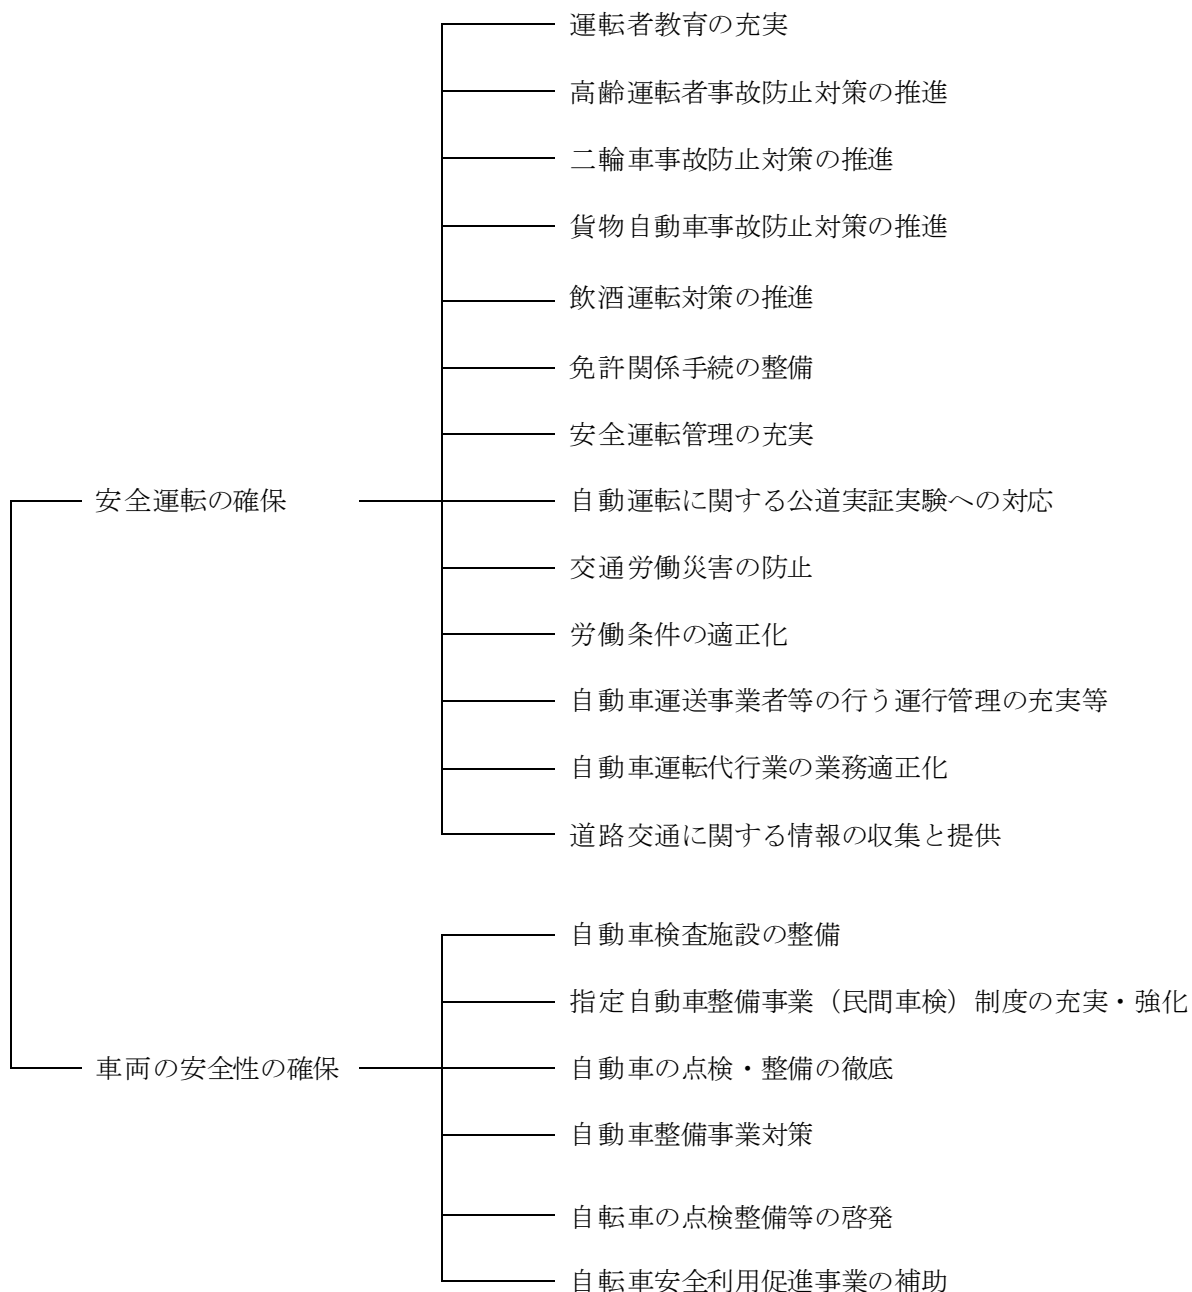 運転者教育の充実
高齢運転者事故防止対策の推進
二輪車事故防止対策の推進
貨物自動車事故防止対策の推進
飲酒運転対策の推進
免許関係手続の整備
安全運転管理の充実
安全運転の確保
自動運転に関する公道実証実験への対応
交通労働災害の防止
労働条件の適正化
自動車運送事業者等の行う運行管理の充実等
自動車運転代行業の業務適正化
道路交通に関する情報の収集と提供
自動車検査施設の整備
指定自動車整備事業（民間車検）制度の充実・強化
車両の安全性の確保
自動車の点検・整備の徹底
自動車整備事業対策
自転車の点検整備等の啓発
自転車安全利用促進事業の補助